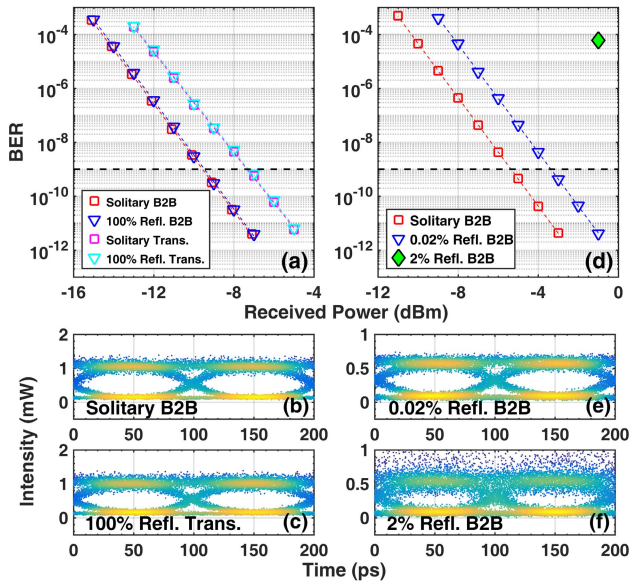 BER
10^-4
10^-6
10^-8
10^-10
10^-12
Solitary B2B
100% Refl. B2B
Solitary Trans.
100% Refl. Trans.
(a)
-16 -12 -8 -4
10^-4
10^-6
10^-8
10^-10
10^-12
Solitary B2B
0.02% Refl. B2B
2% Refl. B2B
(d)
-12 -8 -4 0
Received Power (dBm)
Intensity (mW)
2
1
0
Solitary B2B
(b)
0 50 100 150 200
1
0.5
0
0.02% Refl. B2B
(e)
0 50 100 150 200
2
1
0
100% Refl. Trans.
(c)
0 50 100 150 200
1
0.5
0
2% Refl. B2B
(f)
0 50 100 150 200
Time (ps)